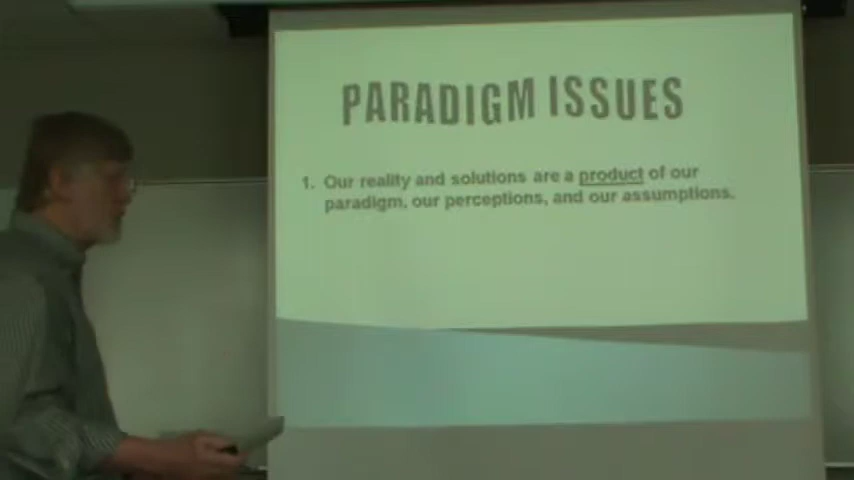 PARADIGM ISSUES
1. Our reality and solutions are a product of our
paradigm, our perceptions, and our assumptions.